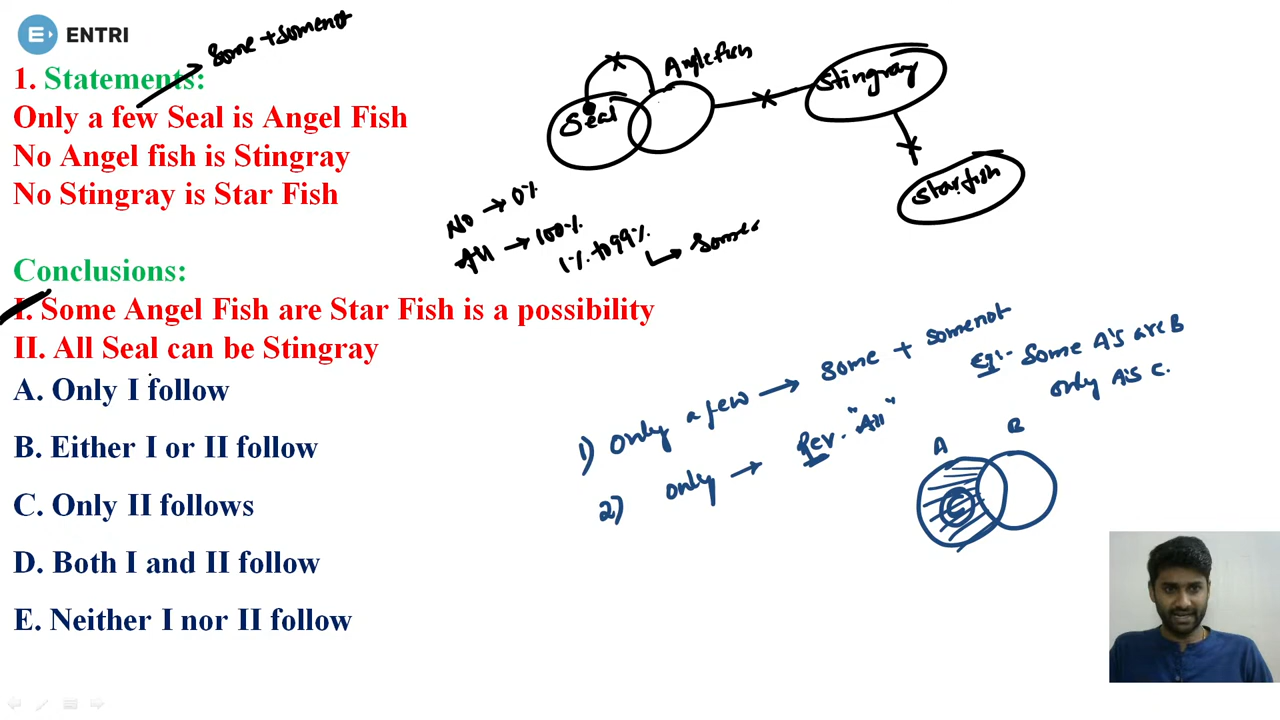 ENTRI
Some + Somenot
1. Statements:
Only a few Seal is Angel Fish
No Angel fish is Stingray
No Stingray is Star Fish
Seal
Anglefish
Stingray
Starfish
No → 0%
All → 100%
1% to 99%
↳ Some
Conclusions:
I. Some Angel Fish are Star Fish is a possibility
II. All Seal can be Stingray
A. Only I follow
B. Either I or II follow
C. Only II follows
D. Both I and II follow
E. Neither I nor II follow
1) Only a few → Some + Somenot
2) only → Rev. "All"
Eg:- Some A's are B
only A is C.
A
B
C